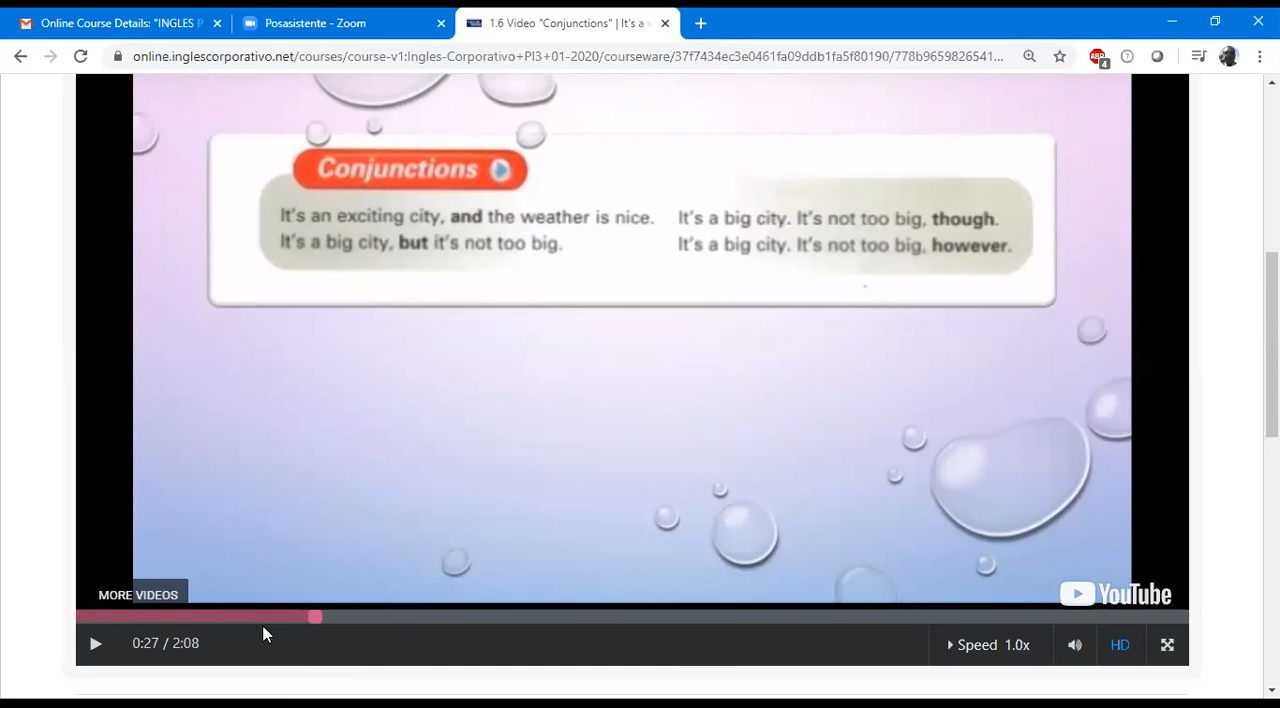 Online Course Details: "INGLES P
Posasistente - Zoom
1.6 Video "Conjunctions" | It's a
online.inglescorporativo.net/courses/course-v1:Ingles-Corporativo+PI3+01-2020/courseware/37f7434ec3e0461fa09ddb1fa5f80190/778b9659826541...
4
Conjunctions
It's an exciting city, and the weather is nice.
It's a big city, but it's not too big.
It's a big city. It's not too big, though.
It's a big city. It's not too big, however.
MORE VIDEOS
YouTube
0:27 / 2:08
Speed 1.0x
HD